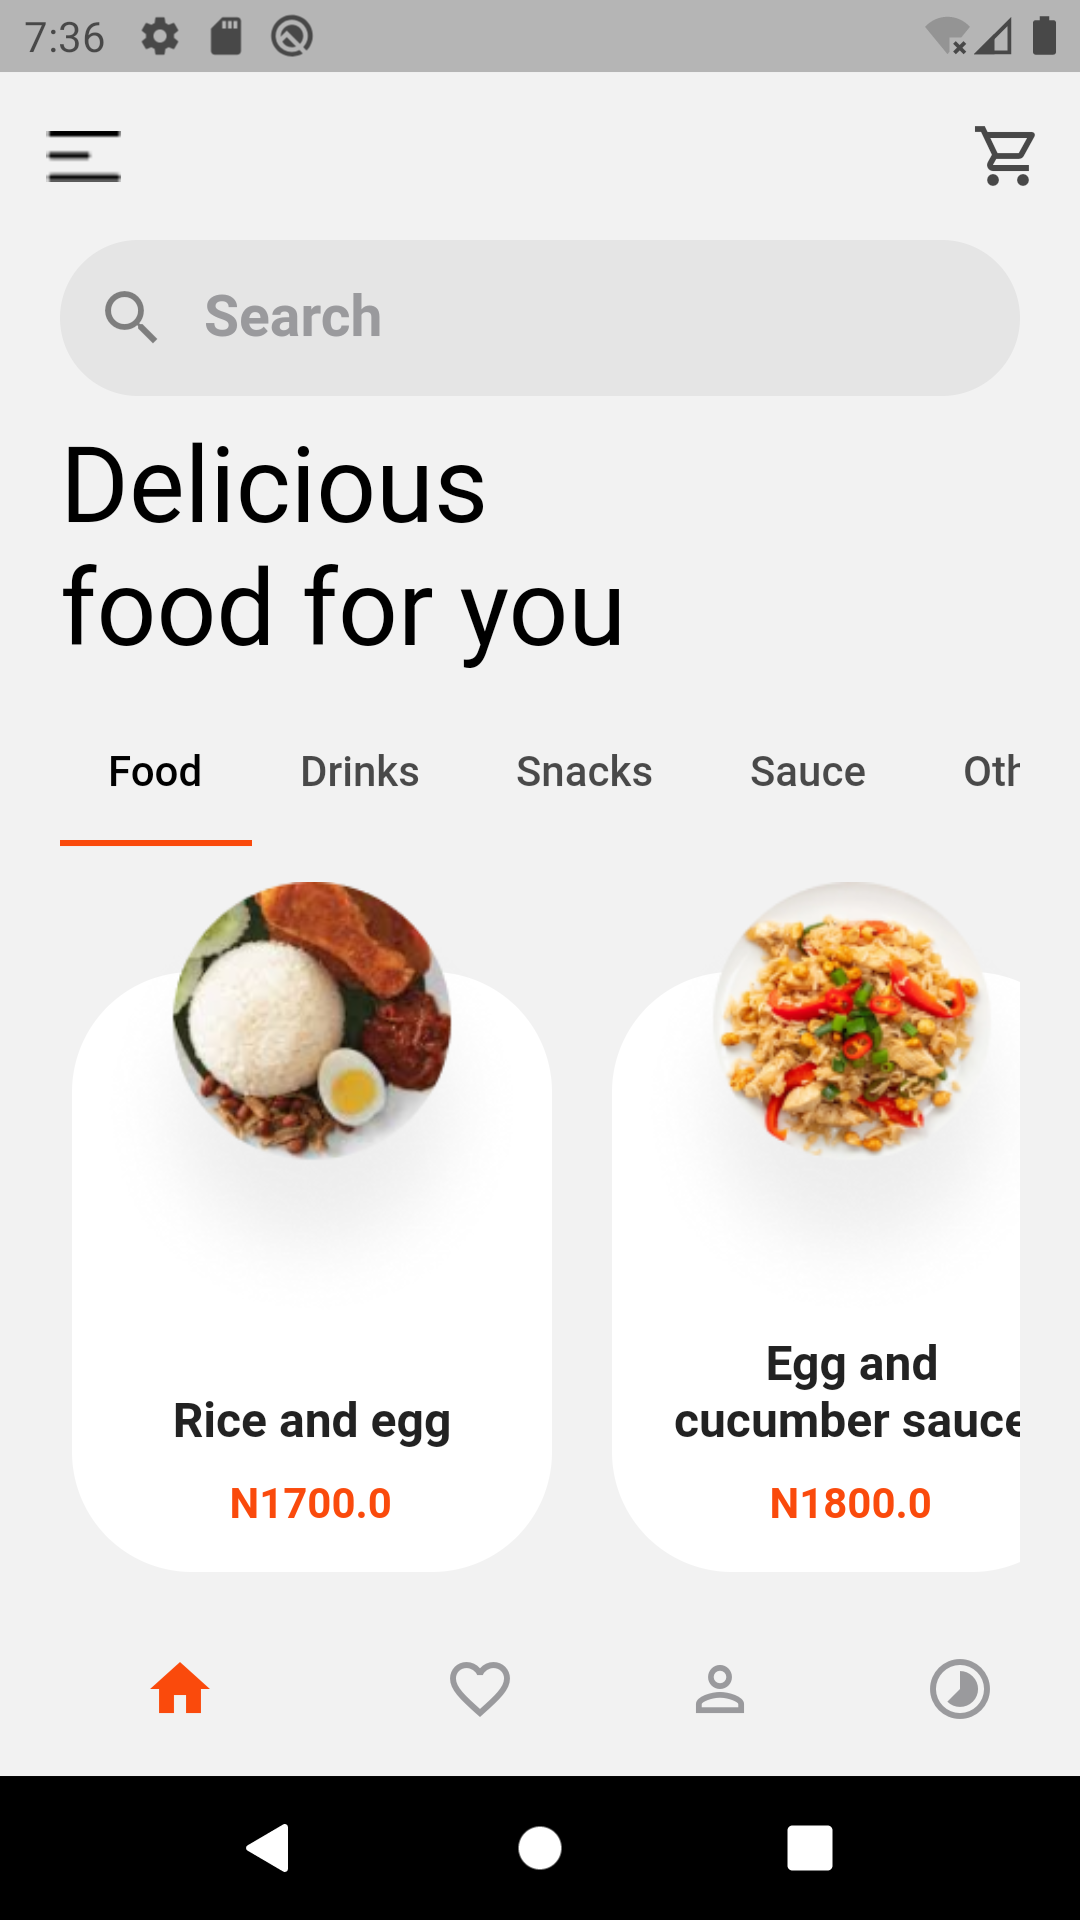 7:36
Search
Delicious
food for you
Food Drinks Snacks Sauce Oth
Rice and egg
N1700.0
Egg and
cucumber sauce
N1800.0